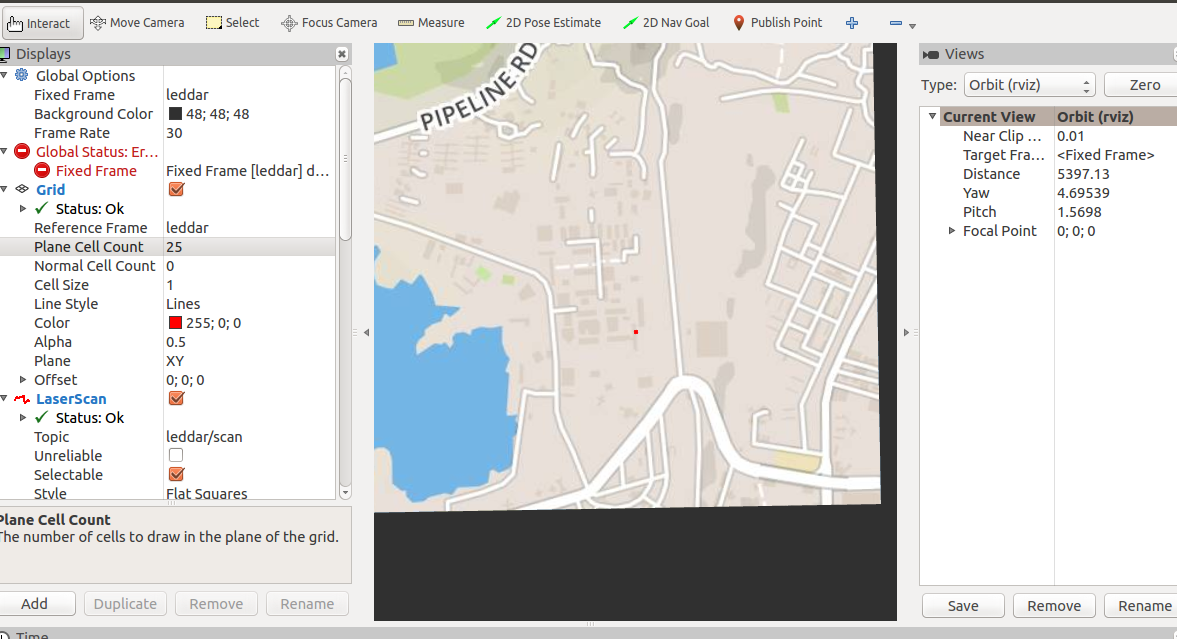 Interact Move Camera Select Focus Camera Measure 2D Pose Estimate 2D Nav Goal Publish Point
Displays
Global Options
Fixed Frame leddar
Background Color 48; 48; 48
Frame Rate 30
Global Status: Er...
Fixed Frame Fixed Frame [leddar] d...
Grid
Status: Ok
Reference Frame leddar
Plane Cell Count 25
Normal Cell Count 0
Cell Size 1
Line Style Lines
Color 255; 0; 0
Alpha 0.5
Plane XY
Offset 0; 0; 0
LaserScan
Status: Ok
Topic leddar/scan
Unreliable
Selectable
Style Flat Squares
Plane Cell Count
The number of cells to draw in the plane of the grid.
Add Duplicate Remove Rename
Time
PIPELINE RD
Views
Type: Orbit (rviz) Zero
Current View Orbit (rviz)
Near Clip ... 0.01
Target Fra... <Fixed Frame>
Distance 5397.13
Yaw 4.69539
Pitch 1.5698
Focal Point 0; 0; 0
Save Remove Rename